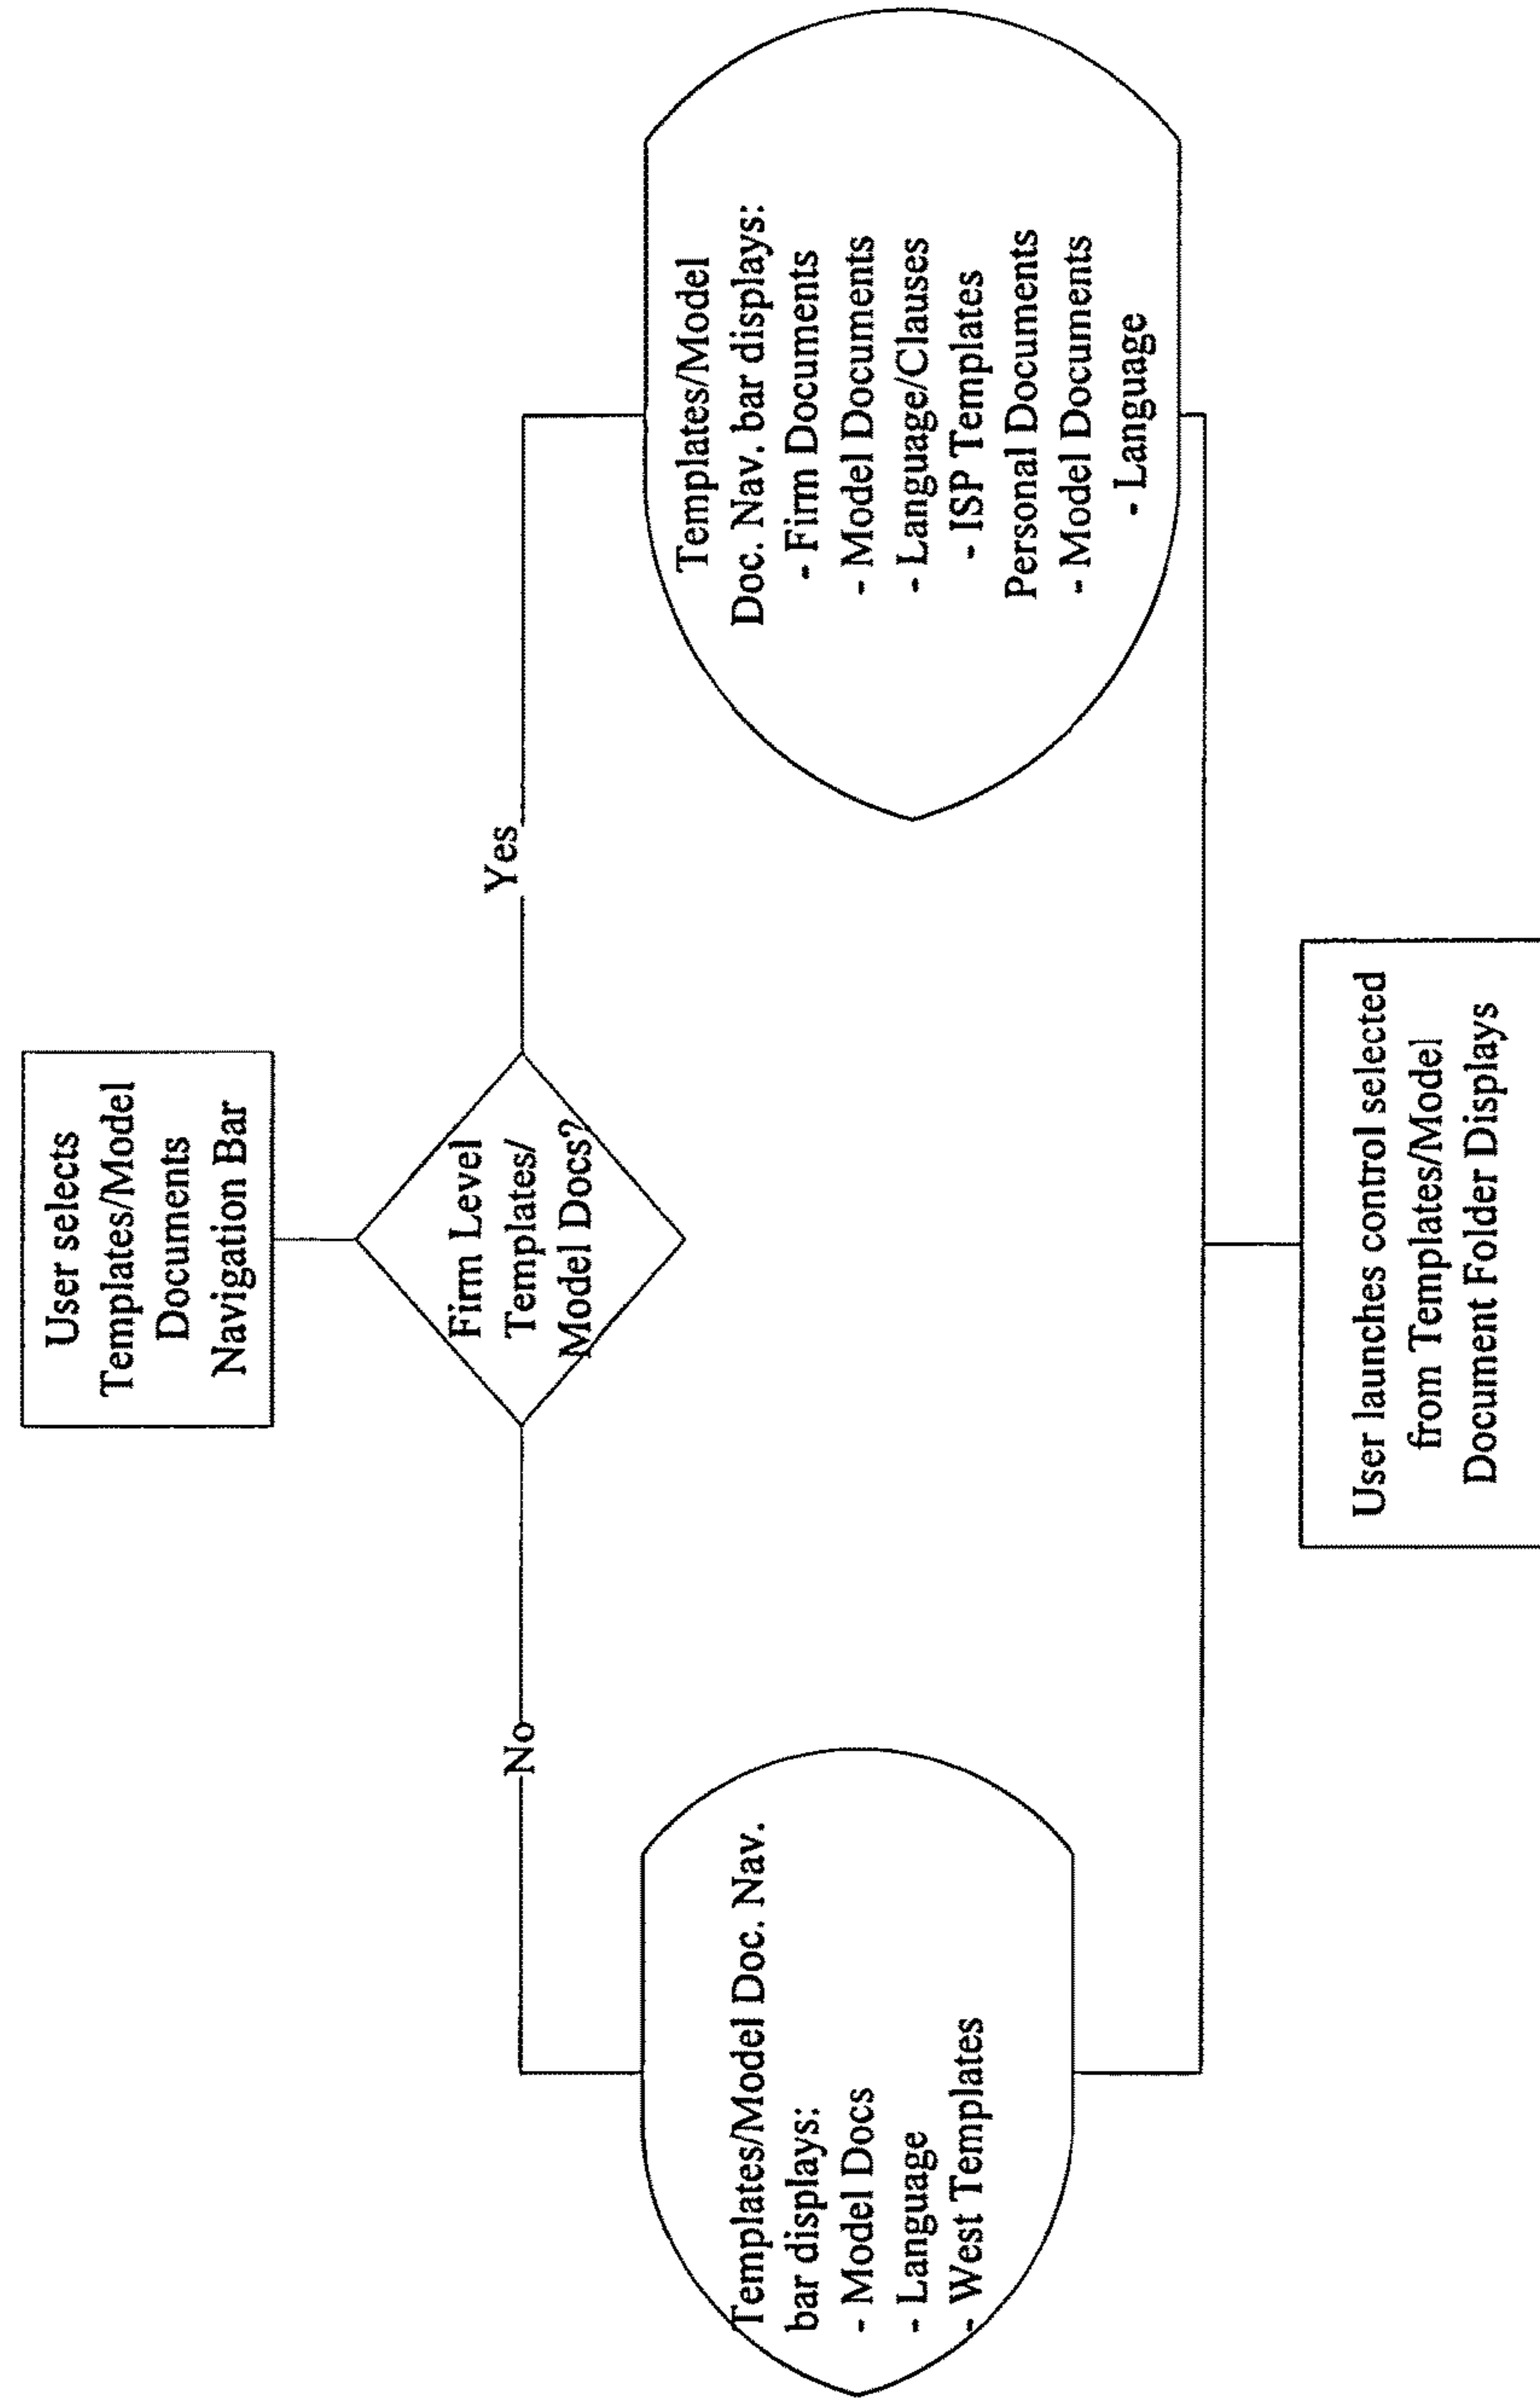 User selects
Templates/Model
Documents
Navigation Bar
Firm Level
Templates/
Model Docs?
No
Yes
Templates/Model Doc. Nav.
bar displays:
- Model Docs
- Language
- West Templates
Templates/Model
Doc. Nav. bar displays:
- Firm Documents
- Model Documents
- Language/Clauses
- ISP Templates
Personal Documents
- Model Documents
- Language
User launches control selected
from Templates/Model
Document Folder Displays